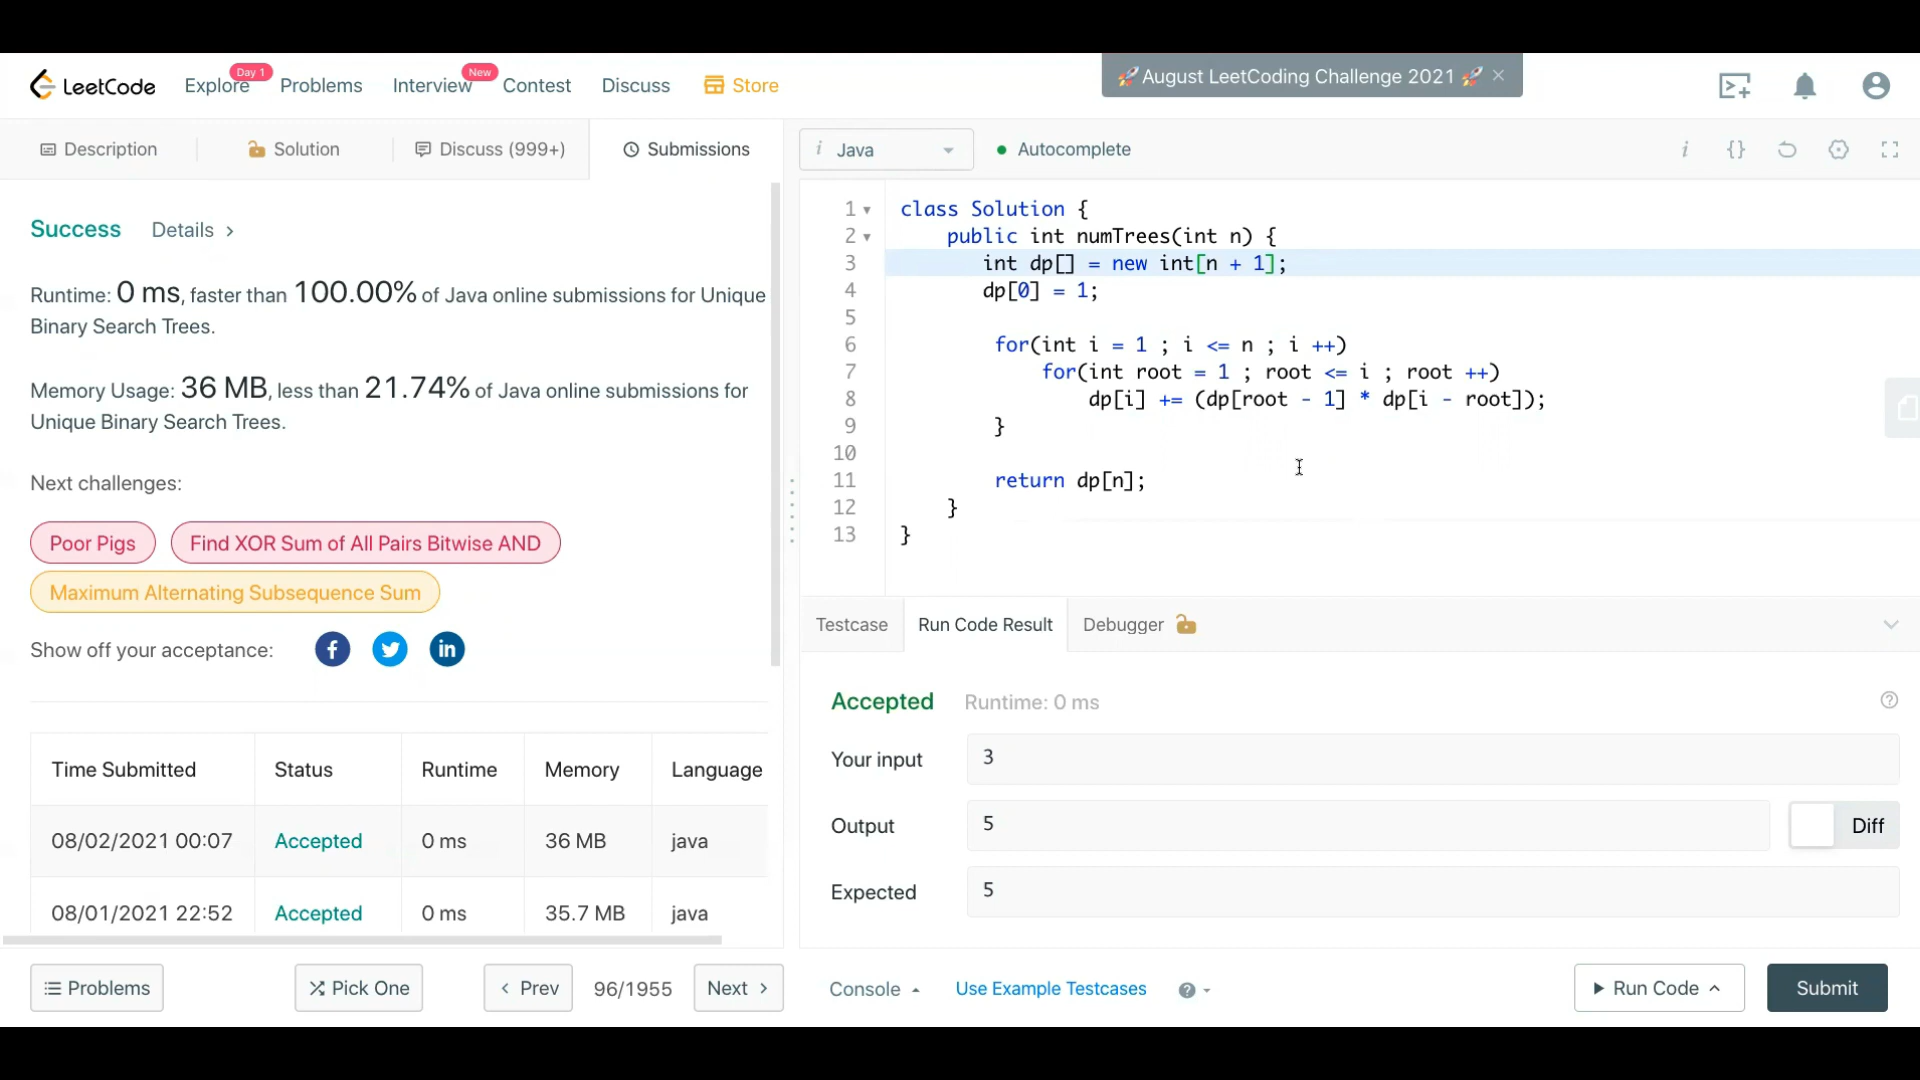 LeetCode
Explore Day 1 Problems Interview New Contest Discuss Store
🚀 August LeetCoding Challenge 2021 🚀 ×
Description Solution Discuss (999+) Submissions
i Java Autocomplete i {}
Success Details >
Runtime: 0 ms, faster than 100.00% of Java online submissions for Unique
Binary Search Trees.
Memory Usage: 36 MB, less than 21.74% of Java online submissions for
Unique Binary Search Trees.
Next challenges:
Poor Pigs Find XOR Sum of All Pairs Bitwise AND
Maximum Alternating Subsequence Sum
Show off your acceptance:
Time Submitted Status Runtime Memory Language
08/02/2021 00:07 Accepted 0 ms 36 MB java
08/01/2021 22:52 Accepted 0 ms 35.7 MB java
Problems Pick One < Prev 96/1955 Next >
1 class Solution {
2 public int numTrees(int n) {
3 int dp[] = new int[n + 1];
4 dp[0] = 1;
5
6 for(int i = 1 ; i <= n ; i ++)
7 for(int root = 1 ; root <= i ; root ++)
8 dp[i] += (dp[root - 1] * dp[i - root]);
9 }
10
11 return dp[n];
12 }
13 }
Testcase Run Code Result Debugger
Accepted Runtime: 0 ms
Your input 3
Output 5 Diff
Expected 5
Console Use Example Testcases ? Run Code Submit